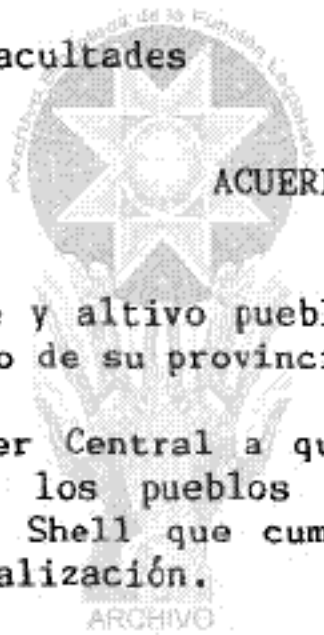 acultades
ACUER
y altivo puebl
o de su provinci
er Central a qu
los pueblos
Shell que cum
alización.
ARCHIVO